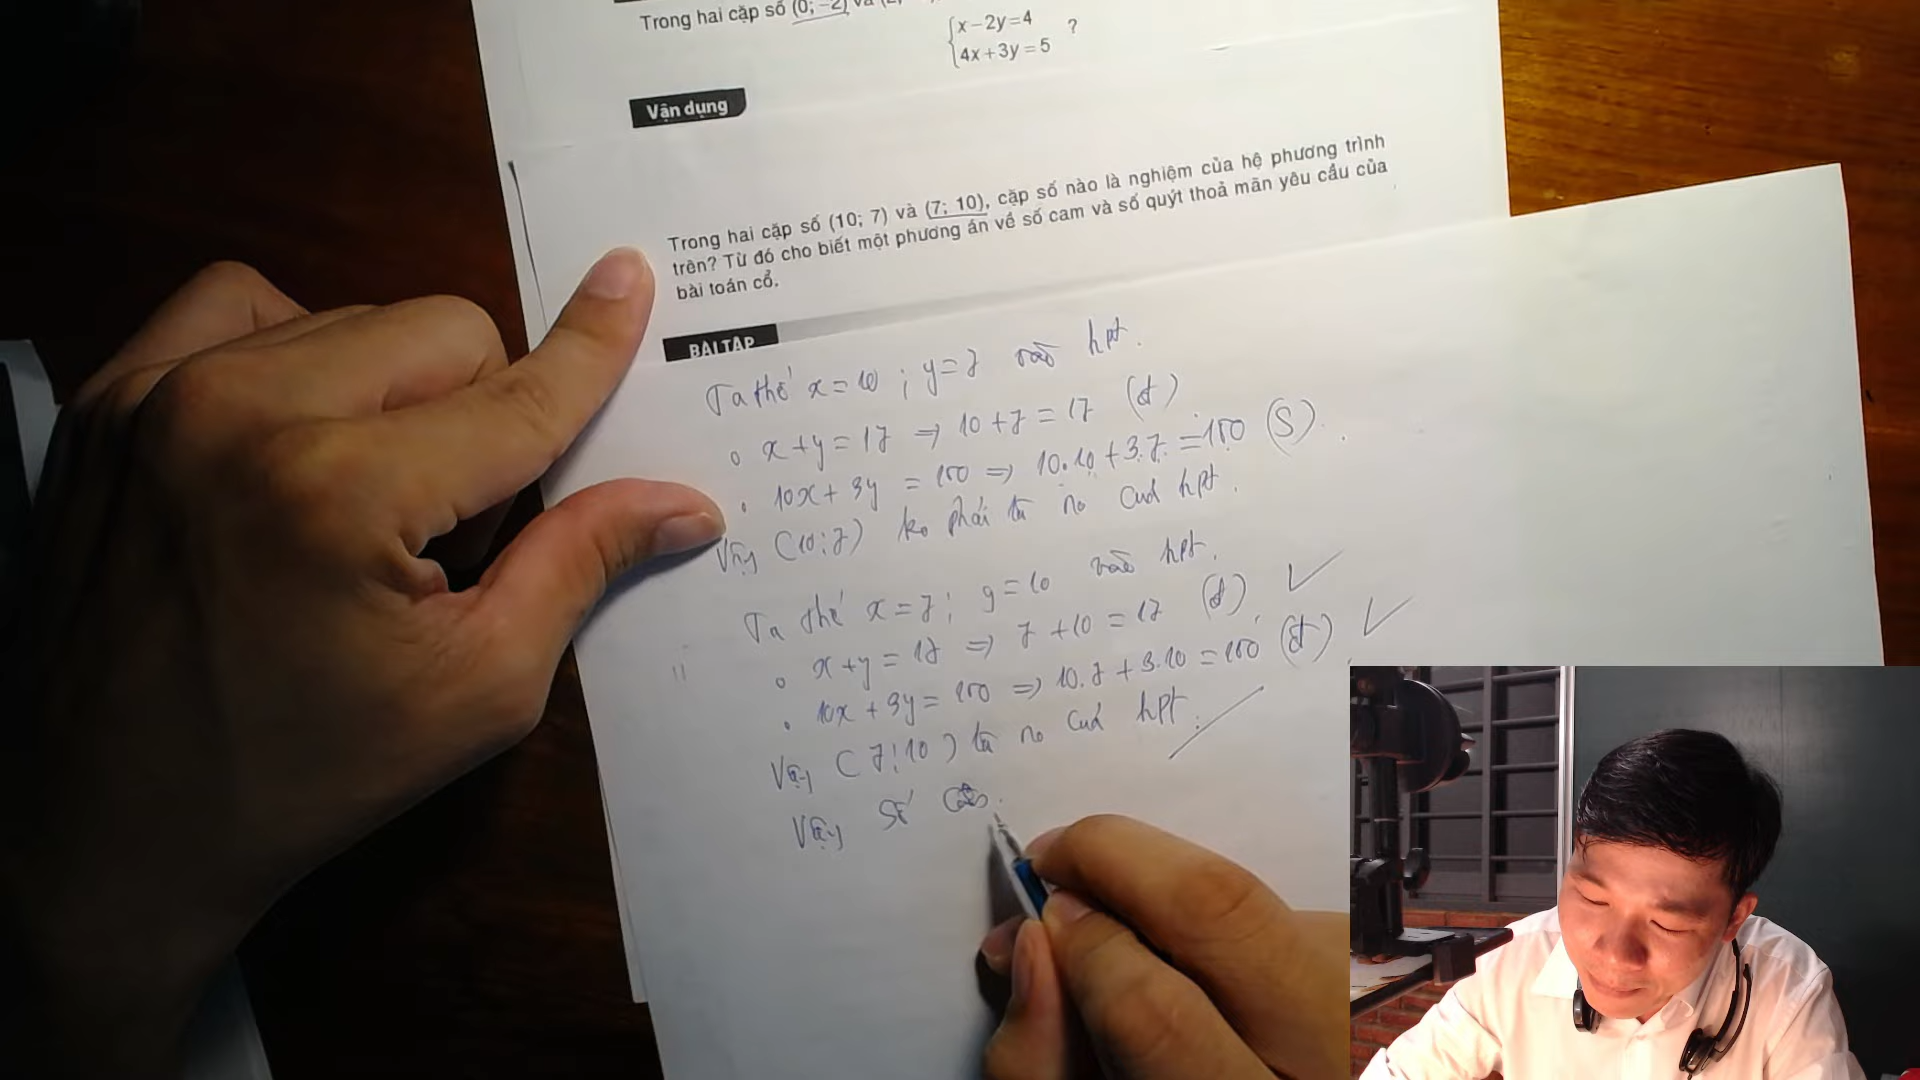 Trong hai cặp số (0; −2) và (2;
x − 2y = 4
4x + 3y = 5 ?
Vận dụng
Trong hai cặp số (10; 7) và (7; 10), cặp số nào là nghiệm của hệ phương trình
trên? Từ đó cho biết một phương án về số cam và số quýt thoả mãn yêu cầu của
bài toán cổ.
BÀI TẬP
Ta thế x = 10 ; y = 7 vào hpt.
x + y = 17 ⇒ 10 + 7 = 17 (đ)
10x + 3y = 100 ⇒ 10.10 + 3.7 = 100 (S).
Vậy (10; 7) ko phải là no của hpt.
Ta thế x = 7; y = 10 vào hpt.
x + y = 17 ⇒ 7 + 10 = 17 (đ) ✓
10x + 3y = 100 ⇒ 10.7 + 3.10 = 100 (đ) ✓
Vậy (7; 10) là no của hpt.
Vậy số